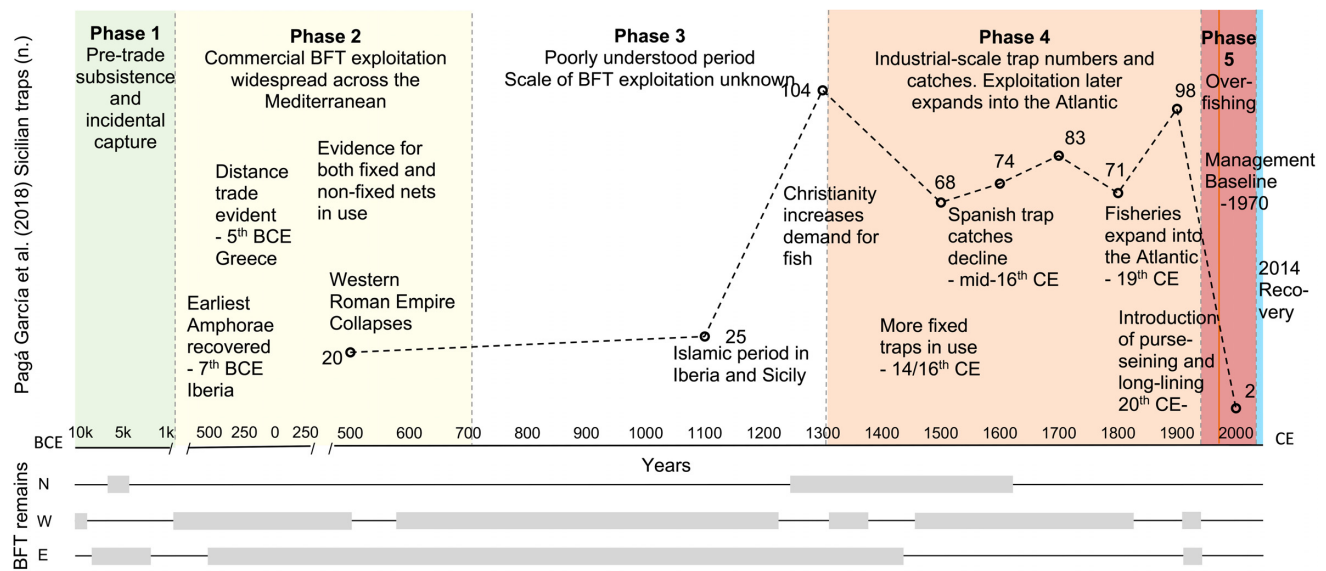 Pagá García et al. (2018) Sicilian traps (n.)
Phase 1
Pre-trade
subsistence
and
incidental
capture
Phase 2
Commercial BFT exploitation
widespread across the
Mediterranean
Distance
trade
evident
- 5th BCE
Greece
Evidence for
both fixed and
non-fixed nets
in use
Earliest
Amphorae
recovered
- 7th BCE
Iberia
Western
Roman Empire
Collapses
20
Phase 3
Poorly understood period
Scale of BFT exploitation unknown
25
Islamic period in
Iberia and Sicily
104
Christianity
increases
demand for
fish
Phase 4
Industrial-scale trap numbers and
catches. Exploitation later
expands into the Atlantic
68
74
83
71
98
Spanish trap
catches
decline
- mid-16th CE
More fixed
traps in use
- 14/16th CE
Fisheries
expand into
the Atlantic
- 19th CE
Introduction
of purse-
seining and
long-lining
20th CE-
Phase
5
Over-
fishing
Management
Baseline
-1970
2014
Reco-
very
2
BCE 10k 5k 1k 500 250 0 250 500 600 700 800 900 1000 1100 1200 1300 1400 1500 1600 1700 1800 1900 2000 CE
Years
BFT remains
N
W
E